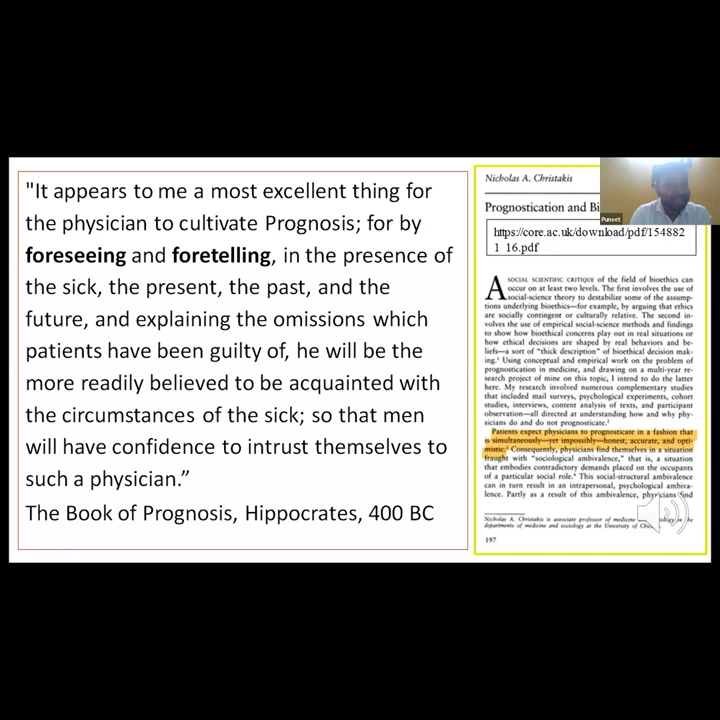 "It appears to me a most excellent thing for
the physician to cultivate Prognosis; for by
foreseeing and foretelling, in the presence of
the sick, the present, the past, and the
future, and explaining the omissions which
patients have been guilty of, he will be the
more readily believed to be acquainted with
the circumstances of the sick; so that men
will have confidence to intrust themselves to
such a physician.”
The Book of Prognosis, Hippocrates, 400 BC
Nicholas A. Christakis
Prognostication and Bi
Puneet
https://core.ac.uk/download/pdf/154882
1 16.pdf
A SOCIAL SCIENTIFIC CRITIQUE of the field of bioethics can
occur on at least two levels. The first involves the use of
social-science theory to destabilize some of the assump-
tions underlying bioethics—for example, by arguing that ethics
are socially contingent or culturally relative. The second in-
volves the use of empirical social-science methods and findings
to show how bioethical concerns play out in real situations or
how ethical decisions are shaped by real behaviors and be-
liefs—a sort of "thick description" of bioethical decision mak-
ing.¹ Using conceptual and empirical work on the problem of
prognostication in medicine, and drawing on a multi-year re-
search project of mine on this topic, I intend to do the latter
here. My research involved numerous complementary studies
that included mail surveys, psychological experiments, cohort
studies, interviews, content analysis of texts, and participant
observation—all directed at understanding how and why phy-
sicians do and do not prognosticate.²
Patients expect physicians to prognosticate in a fashion that
is simultaneously—yet impossibly—honest, accurate, and opti-
mistic.³ Consequently, physicians find themselves in a situation
fraught with "sociological ambivalence," that is, a situation
that embodies contradictory demands placed on the occupants
of a particular social role.⁴ This social-structural ambivalence
can in turn result in an intrapersonal, psychological ambiva-
lence. Partly as a result of this ambivalence, physicians find
Nicholas A. Christakis is associate professor of medicine in the
departments of medicine and sociology at the University of
197